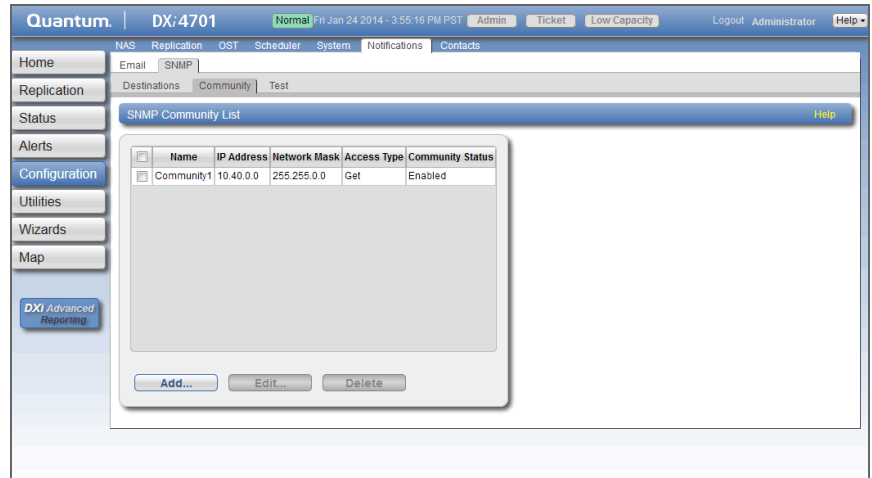 Quantum. DXi4701 Normal Fri Jan 24 2014 - 3:55:16 PM PST Admin Ticket Low Capacity Logout Administrator Help
NAS Replication OST Scheduler System Notifications Contacts
Home
Email SNMP
Replication
Destinations Community Test
Status
SNMP Community List Help
Alerts
Name IP Address Network Mask Access Type Community Status
Configuration
Community1 10.40.0.0 255.255.0.0 Get Enabled
Utilities
Wizards
Map
DXi Advanced
Reporting
Add... Edit... Delete